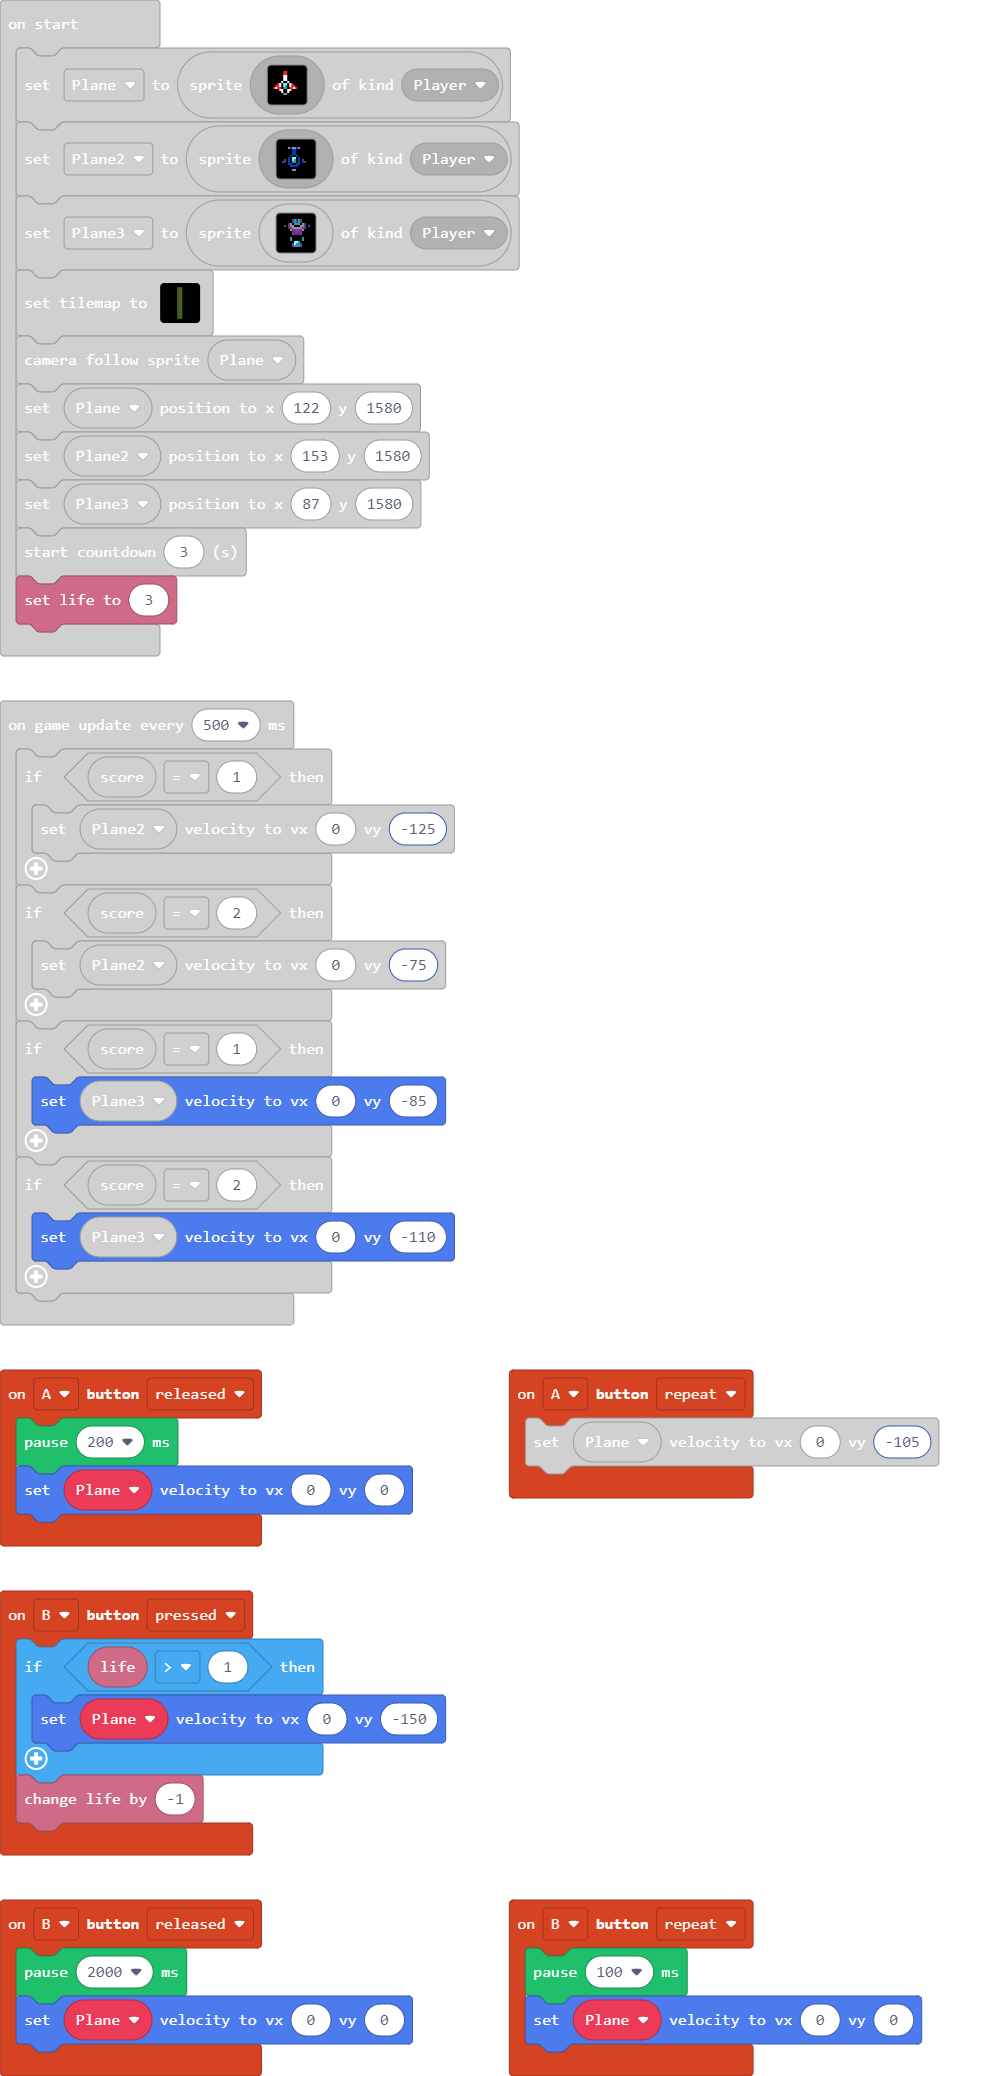 on start
set Plane to sprite of kind Player
set Plane2 to sprite of kind Player
set Plane3 to sprite of kind Player
set tilemap to
camera follow sprite Plane
set Plane position to x 122 y 1580
set Plane2 position to x 153 y 1580
set Plane3 position to x 87 y 1580
start countdown 3 (s)
set life to 3
on game update every 500 ms
if score = 1 then
set Plane2 velocity to vx 0 vy -125
if score = 2 then
set Plane2 velocity to vx 0 vy -75
if score = 1 then
set Plane3 velocity to vx 0 vy -85
if score = 2 then
set Plane3 velocity to vx 0 vy -110
on A button released
pause 200 ms
set Plane velocity to vx 0 vy 0
on A button repeat
set Plane velocity to vx 0 vy -105
on B button pressed
if life > 1 then
set Plane velocity to vx 0 vy -150
change life by -1
on B button released
pause 2000 ms
set Plane velocity to vx 0 vy 0
on B button repeat
pause 100 ms
set Plane velocity to vx 0 vy 0